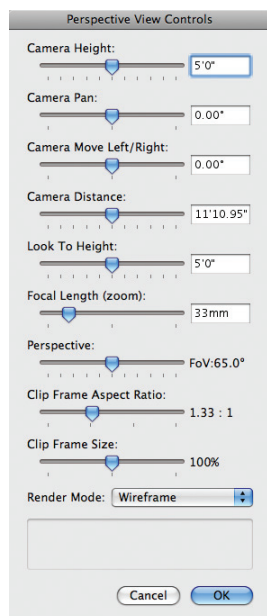 Perspective View Controls
Camera Height:
5'0"
Camera Pan:
0.00°
Camera Move Left/Right:
0.00°
Camera Distance:
11'10.95"
Look To Height:
5'0"
Focal Length (zoom):
33mm
Perspective:
FoV:65.0°
Clip Frame Aspect Ratio:
1.33 : 1
Clip Frame Size:
100%
Render Mode: Wireframe
Cancel OK